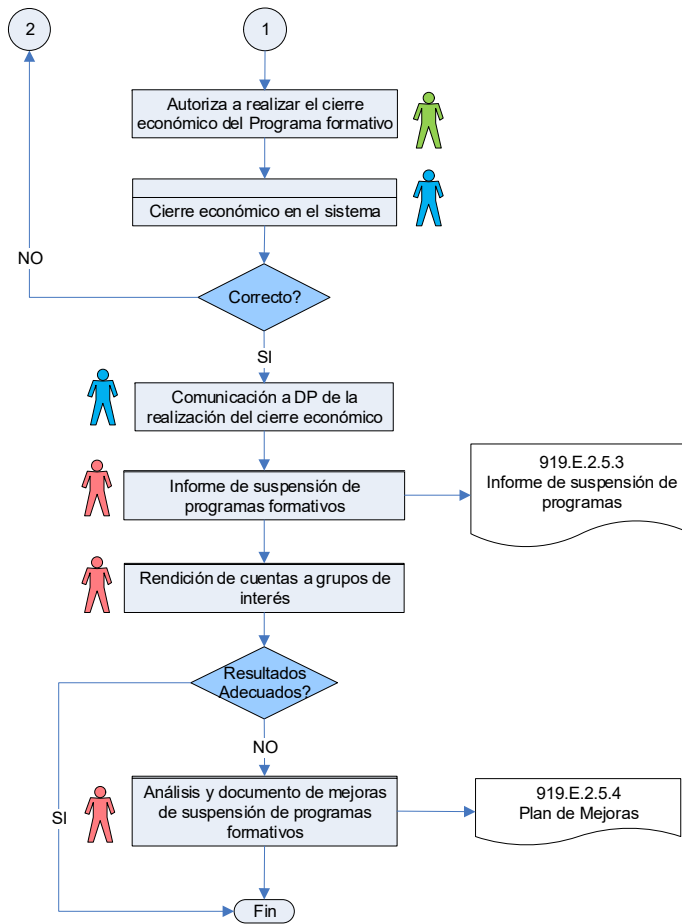 2
1
Autoriza a realizar el cierre
económico del Programa formativo
Cierre económico en el sistema
NO
Correcto?
SI
Comunicación a DP de la
realización del cierre económico
Informe de suspensión de
programas formativos
919.E.2.5.3
Informe de suspensión de
programas
Rendición de cuentas a grupos de
interés
Resultados
Adecuados?
NO
SI
Análisis y documento de mejoras
de suspensión de programas
formativos
919.E.2.5.4
Plan de Mejoras
Fin